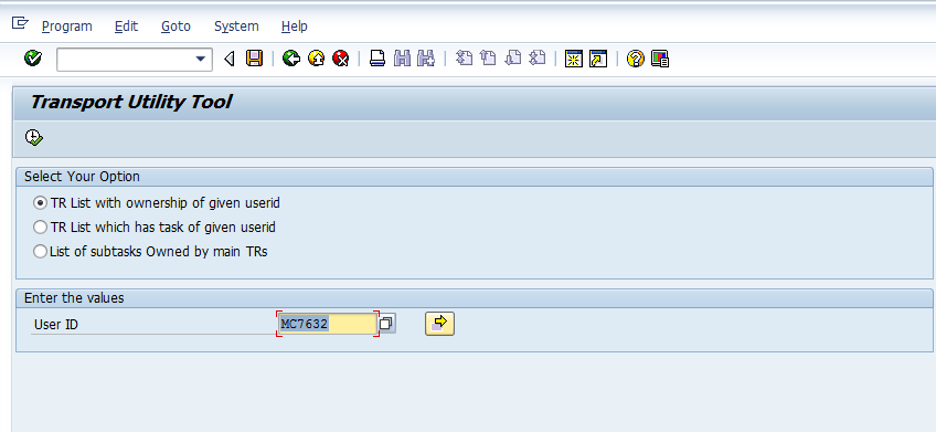 Program Edit Goto System Help
Transport Utility Tool
Select Your Option
TR List with ownership of given userid
TR List which has task of given userid
List of subtasks Owned by main TRs
Enter the values
User ID MC7632